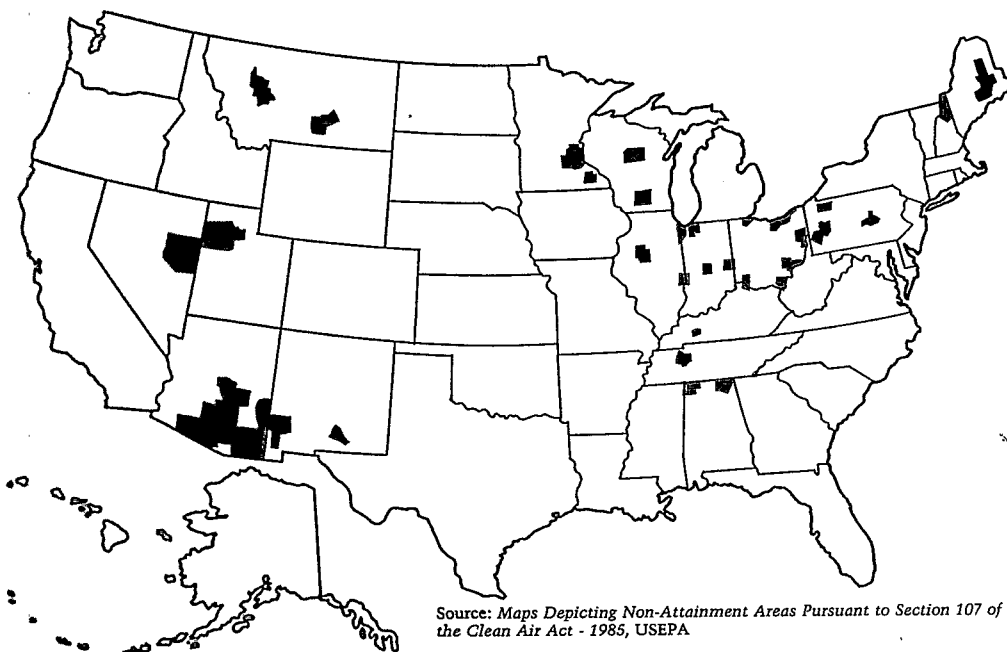 Source: Maps Depicting Non-Attainment Areas Pursuant to Section 107 of
the Clean Air Act - 1985, USEPA